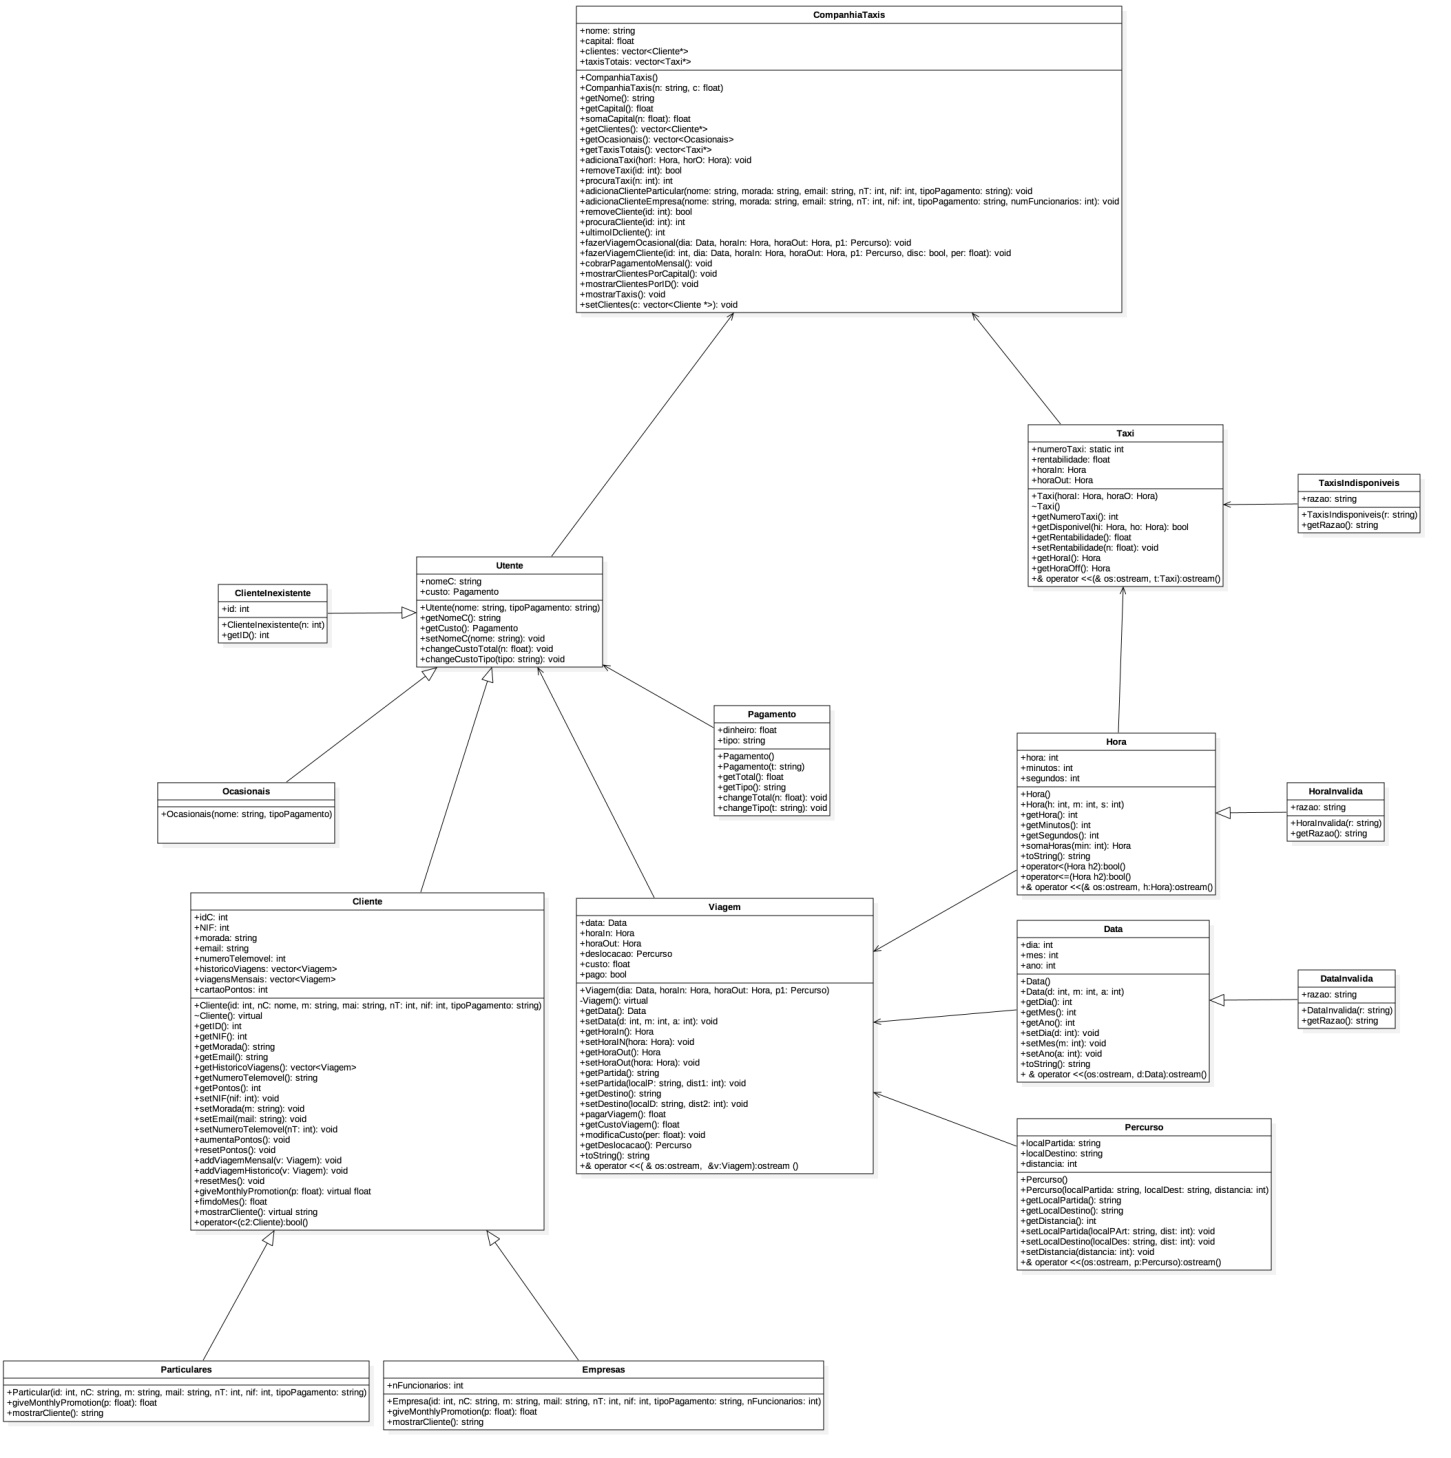 CompanhiaTaxis
+nome: string
+capital: float
+clientes: vector<Cliente*>
+taxisTotais: vector<Taxi*>
+CompanhiaTaxis()
+CompanhiaTaxis(n: string, c: float)
+getNome(): string
+getCapital(): float
+somaCapital(n: float): float
+getClientes(): vector<Cliente*>
+getOcasionais(): vector<Ocasionais>
+getTaxisTotais(): vector<Taxi*>
+adicionaTaxi(horI: Hora, horO: Hora): void
+removeTaxi(id: int): bool
+procuraTaxi(n: int): int
+adicionaClienteParticular(nome: string, morada: string, email: string, nT: int, nif: int, tipoPagamento: string): void
+adicionaClienteEmpresa(nome: string, morada: string, email: string, nT: int, nif: int, tipoPagamento: string, numFuncionarios: int): void
+removeCliente(id: int): bool
+procuraCliente(id: int): int
+ultimoIDcliente(): int
+fazerViagemOcasional(dia: Data, horaIn: Hora, horaOut: Hora, p1: Percurso): void
+fazerViagemCliente(id: int, dia: Data, horaIn: Hora, horaOut: Hora, p1: Percurso, disc: bool, per: float): void
+cobrarPagamentoMensal(): void
+mostrarClientesPorCapital(): void
+mostrarClientesPorID(): void
+mostrarTaxis(): void
+setClientes(c: vector<Cliente *>): void
Taxi
+numeroTaxi: static int
+rentabilidade: float
+horaIn: Hora
+horaOut: Hora
+Taxi(horaI: Hora, horaO: Hora)
~Taxi()
+getNumeroTaxi(): int
+getDisponivel(hi: Hora, ho: Hora): bool
+getRentabilidade(): float
+setRentabilidade(n: float): void
+getHoraI(): Hora
+getHoraOff(): Hora
+& operator <<(& os:ostream, t:Taxi):ostream()
TaxisIndisponiveis
+razao: string
+TaxisIndisponiveis(r: string)
+getRazao(): string
Utente
+nomeC: string
+custo: Pagamento
+Utente(nome: string, tipoPagamento: string)
+getNomeC(): string
+getCusto(): Pagamento
+setNomeC(nome: string): void
+changeCustoTotal(n: float): void
+changeCustoTipo(tipo: string): void
ClienteInexistente
+id: int
+ClienteInexistente(n: int)
+getID(): int
Pagamento
+dinheiro: float
+tipo: string
+Pagamento()
+Pagamento(t: string)
+getTotal(): float
+getTipo(): string
+changeTotal(n: float): void
+changeTipo(t: string): void
Hora
+hora: int
+minutos: int
+segundos: int
+Hora()
+Hora(h: int, m: int, s: int)
+getHora(): int
+getMinutos(): int
+getSegundos(): int
+somaHoras(min: int): Hora
+toString(): string
+operator<(Hora h2):bool()
+operator<=(Hora h2):bool()
+& operator <<(& os:ostream, h:Hora):ostream()
HoraInvalida
+razao: string
+HoraInvalida(r: string)
+getRazao(): string
Ocasionais
+Ocasionais(nome: string, tipoPagamento)
Cliente
+idC: int
+NIF: int
+morada: string
+email: string
+numeroTelemovel: int
+historicoViagens: vector<Viagem>
+viagensMensais: vector<Viagem>
+cartaoPontos: int
+Cliente(id: int, nC: nome, m: string, mai: string, nT: int, nif: int, tipoPagamento: string)
~Cliente(): virtual
+getID(): int
+getNIF(): int
+getMorada(): string
+getEmail(): string
+getHistoricoViagens(): vector<Viagem>
+getNumeroTelemovel(): string
+getPontos(): int
+setNIF(nif: int): void
+setMorada(m: string): void
+setEmail(mail: string): void
+setNumeroTelemovel(nT: int): void
+aumentaPontos(): void
+resetPontos(): void
+addViagemMensal(v: Viagem): void
+addViagemHistorico(v: Viagem): void
+resetMes(): void
+giveMonthlyPromotion(p: float): virtual float
+fimdoMes(): float
+mostrarCliente(): virtual string
+operator<(c2:Cliente):bool()
Viagem
+data: Data
+horaIn: Hora
+horaOut: Hora
+deslocacao: Percurso
+custo: float
+pago: bool
+Viagem(dia: Data, horaIn: Hora, horaOut: Hora, p1: Percurso)
-Viagem(): virtual
+getData(): Data
+setData(d: int, m: int, a: int): void
+getHoraIn(): Hora
+setHoraIN(hora: Hora): void
+getHoraOut(): Hora
+setHoraOut(hora: Hora): void
+getPartida(): string
+setPartida(localP: string, dist1: int): void
+getDestino(): string
+setDestino(localD: string, dist2: int): void
+pagarViagem(): float
+getCustoViagem(): float
+modificaCusto(per: float): void
+getDeslocacao(): Percurso
+toString(): string
+& operator <<( & os:ostream, &v:Viagem):ostream ()
Data
+dia: int
+mes: int
+ano: int
+Data()
+Data(d: int, m: int, a: int)
+getDia(): int
+getMes(): int
+getAno(): int
+setDia(d: int): void
+setMes(m: int): void
+setAno(a: int): void
+toString(): string
+ & operator <<(os:ostream, d:Data):ostream()
DataInvalida
+razao: string
+DataInvalida(r: string)
+getRazao(): string
Percurso
+localPartida: string
+localDestino: string
+distancia: int
+Percurso()
+Percurso(localPartida: string, localDest: string, distancia: int)
+getLocalPartida(): string
+getLocalDestino(): string
+getDistancia(): int
+setLocalPartida(localPArt: string, dist: int): void
+setLocalDestino(localDes: string, dist: int): void
+setDistancia(distancia: int): void
+& operator <<(os:ostream, p:Percurso):ostream()
Particulares
+Particular(id: int, nC: string, m: string, mail: string, nT: int, nif: int, tipoPagamento: string)
+giveMonthlyPromotion(p: float): float
+mostrarCliente(): string
Empresas
+nFuncionarios: int
+Empresa(id: int, nC: string, m: string, mail: string, nT: int, nif: int, tipoPagamento: string, nFuncionarios: int)
+giveMonthlyPromotion(p: float): float
+mostrarCliente(): string